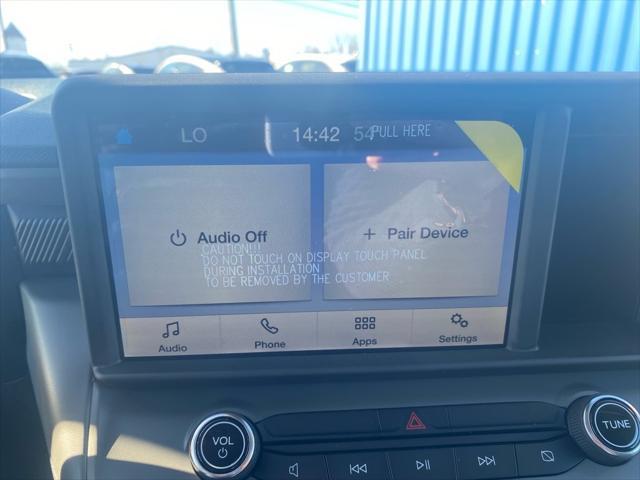 LO 14:42 54° PULL HERE
Audio Off
+ Pair Device
CAUTION!!!
DO NOT TOUCH ON DISPLAY TOUCH PANEL
DURING INSTALLATION
TO BE REMOVED BY THE CUSTOMER
Audio Phone Apps Settings
VOL
TUNE